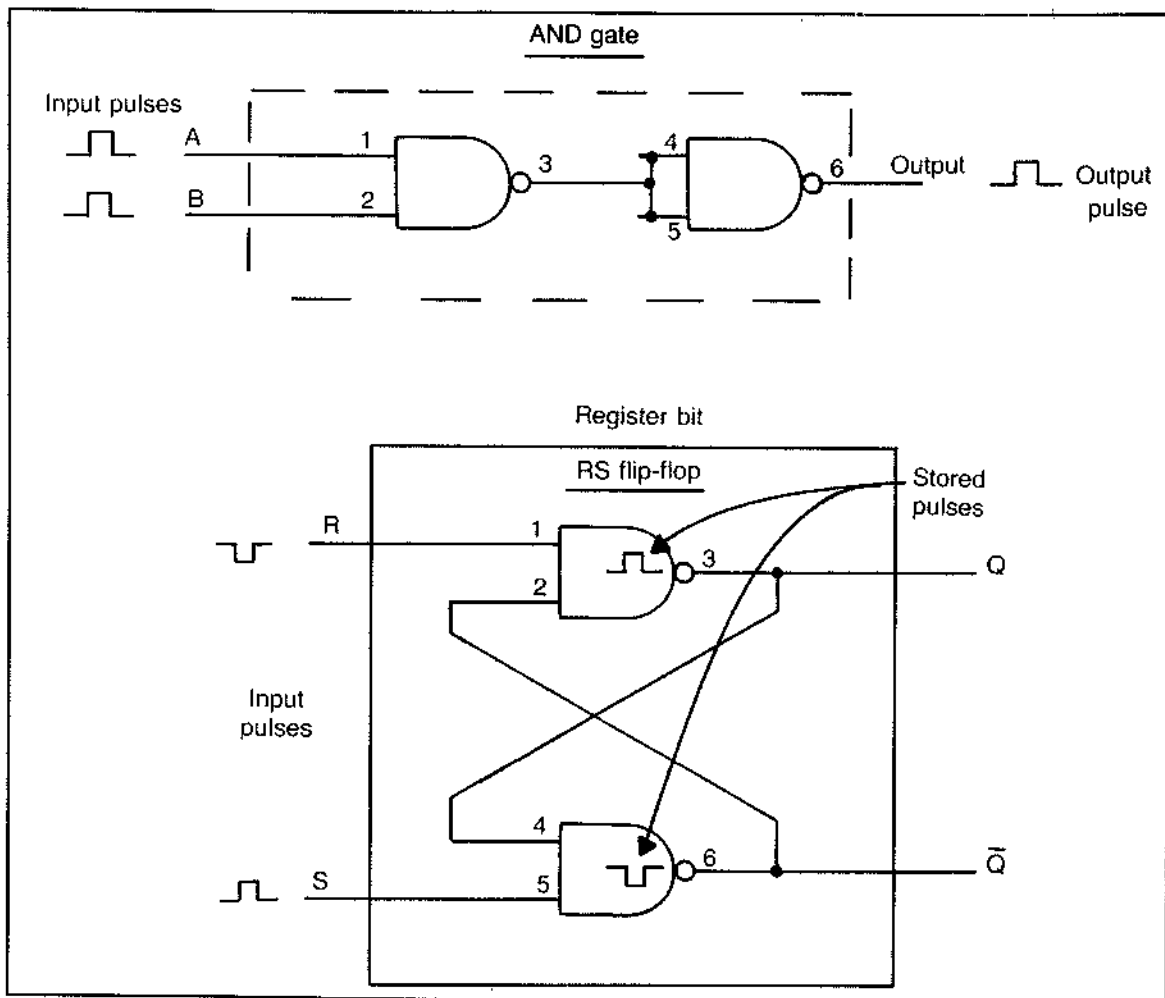 AND gate
Input pulses
A
1
3
4
6
Output
Output
pulse
B
2
5
Register bit
RS flip-flop
Stored
pulses
R
1
3
Q
2
Input
pulses
4
6
Q̅
S
5